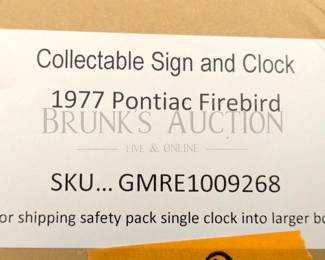 Collectable Sign and Clock
1977 Pontiac Firebird
BRUNK'S AUCTION
LIVE & ONLINE
SKU... GMRE1009268
or shipping safety pack single clock into larger bo